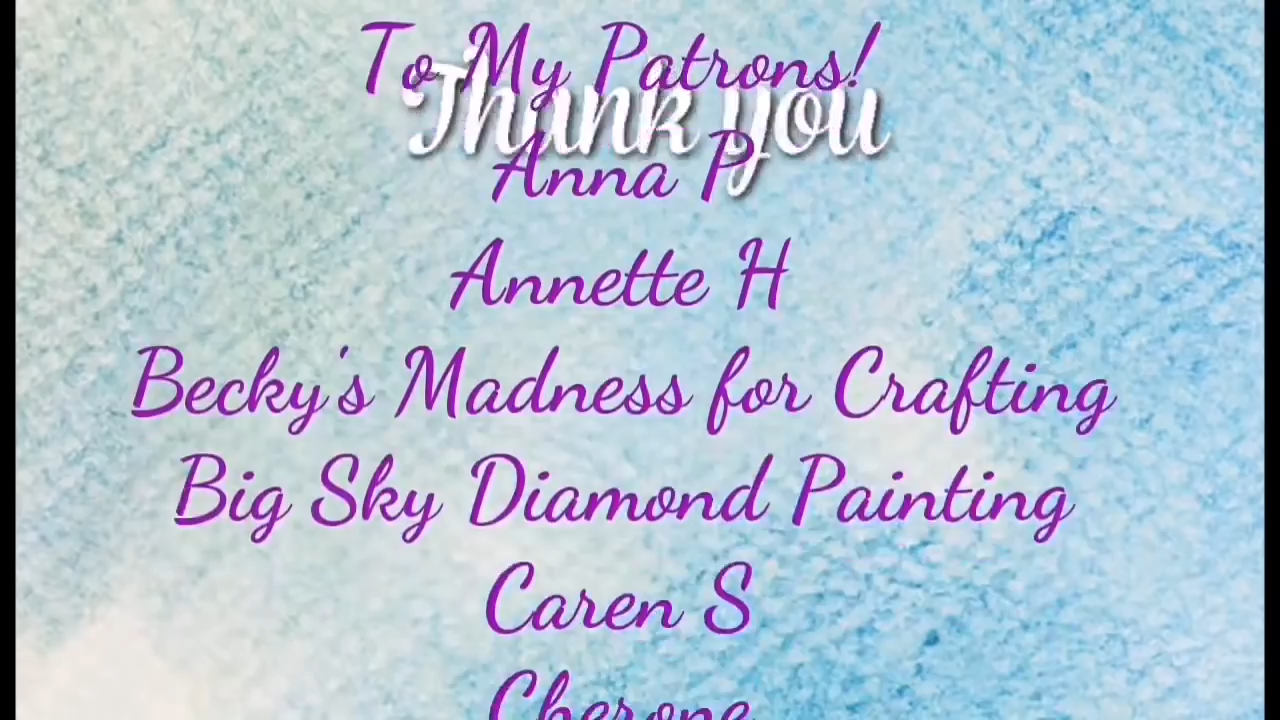 To My Patrons!
Thank you
Anna P
Annette H
Becky's Madness for Crafting
Big Sky Diamond Painting
Caren S